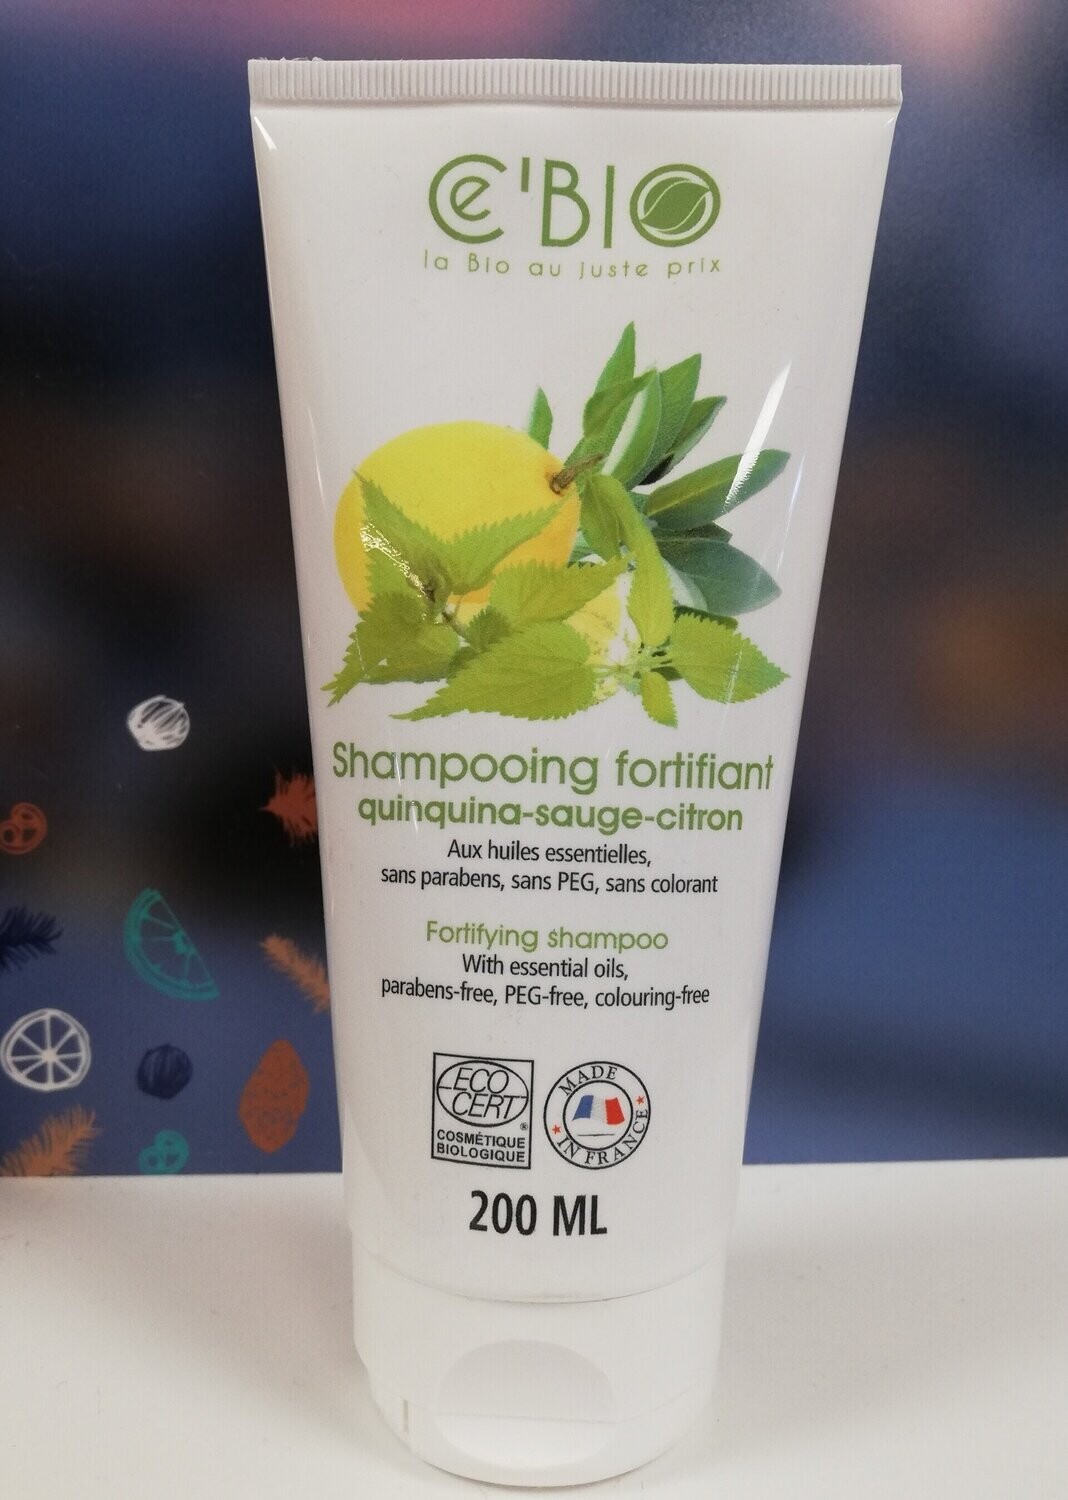 Ce'BIO
la Bio au juste prix
Shampooing fortifiant
quinquina-sauge-citron
Aux huiles essentielles,
sans parabens, sans PEG, sans colorant
Fortifying shampoo
With essential oils,
parabens-free, PEG-free, colouring-free
ECO
CERT®
COSMÉTIQUE
BIOLOGIQUE
MADE
IN FRANCE
200 ML